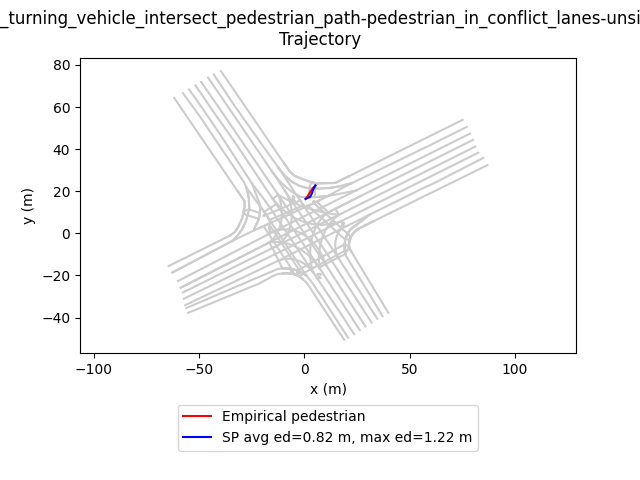 _turning_vehicle_intersect_pedestrian_path-pedestrian_in_conflict_lanes-unsi
Trajectory
80
60
40
20
0
−20
−40
y (m)
−100 −50 0 50 100
x (m)
Empirical pedestrian
SP avg ed=0.82 m, max ed=1.22 m